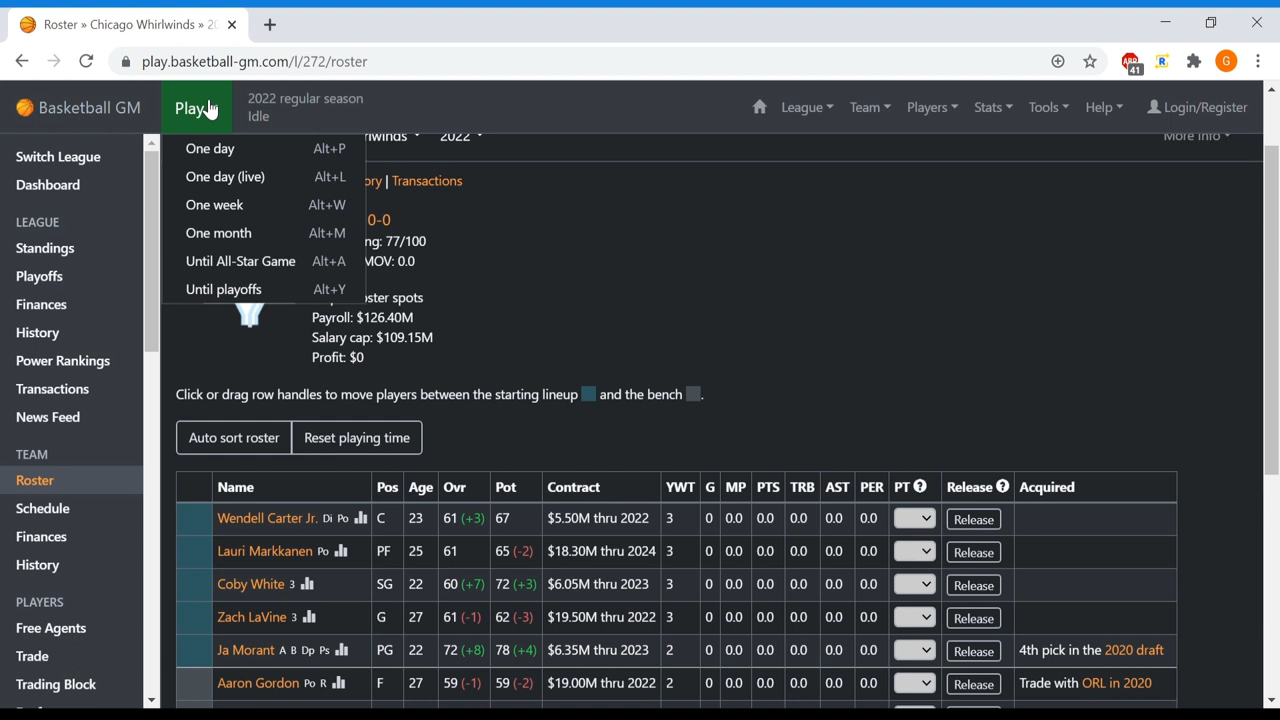 Roster » Chicago Whirlwinds » 20
play.basketball-gm.com/l/272/roster
41
R
G
Basketball GM
Play
2022 regular season
Idle
League
Team
Players
Stats
Tools
Help
Login/Register
One day Alt+P
One day (live) Alt+L
One week Alt+W
One month Alt+M
Until All-Star Game Alt+A
Until playoffs Alt+Y
2022
More Info
Switch League
Dashboard
LEAGUE
Standings
Playoffs
Finances
History
Power Rankings
Transactions
News Feed
TEAM
Roster
Schedule
Finances
History
PLAYERS
Free Agents
Trade
Trading Block
ory | Transactions
0-0
ng: 77/100
MOV: 0.0
oster spots
Payroll: $126.40M
Salary cap: $109.15M
Profit: $0
Click or drag row handles to move players between the starting lineup and the bench .
Auto sort roster Reset playing time
Name Pos Age Ovr Pot Contract YWT G MP PTS TRB AST PER PT Release Acquired
Wendell Carter Jr. Di Po C 23 61 (+3) 67 $5.50M thru 2022 3 0 0.0 0.0 0.0 0.0 0.0 Release
Lauri Markkanen Po PF 25 61 65 (-2) $18.30M thru 2024 3 0 0.0 0.0 0.0 0.0 0.0 Release
Coby White 3 SG 22 60 (+7) 72 (+3) $6.05M thru 2023 3 0 0.0 0.0 0.0 0.0 0.0 Release
Zach LaVine 3 G 27 61 (-1) 62 (-3) $19.50M thru 2022 3 0 0.0 0.0 0.0 0.0 0.0 Release
Ja Morant A B Dp Ps PG 22 72 (+8) 78 (+4) $6.35M thru 2023 2 0 0.0 0.0 0.0 0.0 0.0 Release 4th pick in the 2020 draft
Aaron Gordon Po R F 27 59 (-1) 59 (-2) $19.00M thru 2022 2 0 0.0 0.0 0.0 0.0 0.0 Release Trade with ORL in 2020